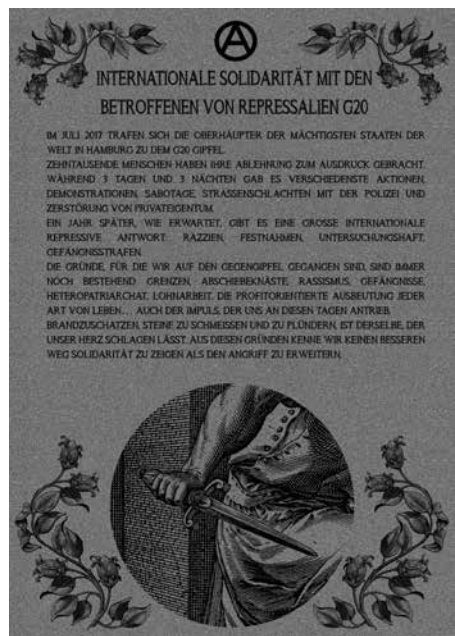 INTERNATIONALE SOLIDARITÄT MIT DEN
BETROFFENEN VON REPRESSALIEN G20
IM JULI 2017 TRAFEN SICH DIE OBERHÄUPTER DER MÄCHTIGSTEN STAATEN DER
WELT IN HAMBURG ZU DEM G20 GIPFEL.
ZEHNTAUSENDE MENSCHEN HABEN IHRE ABLEHNUNG ZUM AUSDRUCK GEBRACHT.
WÄHREND 3 TAGEN UND 3 NÄCHTEN GAB ES VERSCHIEDENSTE AKTIONEN,
DEMONSTRATIONEN, SABOTAGE, STRASSENSCHLACHTEN MIT DER POLIZEI UND
ZERSTÖRUNG VON PRIVATEIGENTUM.
EIN JAHR SPÄTER, WIE ERWARTET, GIBT ES EINE GROSSE INTERNATIONALE
REPRESSIVE ANTWORT: RAZZIEN, FESTNAHMEN, UNTERSUCHUNGSHAFT,
GEFÄNGNISSTRAFEN.
DIE GRÜNDE, FÜR DIE WIR AUF DEN GEGENGIPFEL GEGANGEN SIND, SIND IMMER
NOCH BESTEHEND: GRENZEN, ABSCHIEBEKNÄSTE, RASSISMUS, GEFÄNGNISSE,
HETEROPATRIARCHAT, LOHNARBEIT, DIE PROFITORIENTIERTE AUSBEUTUNG JEDER
ART VON LEBEN... AUCH DER IMPULS, DER UNS AN DIESEN TAGEN ANTRIEB,
BRANDZUSCHATZEN, STEINE ZU SCHMEISSEN UND ZU PLÜNDERN, IST DERSELBE, DER
UNSER HERZ SCHLAGEN LÄSST. AUS DIESEN GRÜNDEN KENNE WIR KEINEN BESSEREN
WEG SOLIDARITÄT ZU ZEIGEN ALS DEN ANGRIFF ZU ERWEITERN.